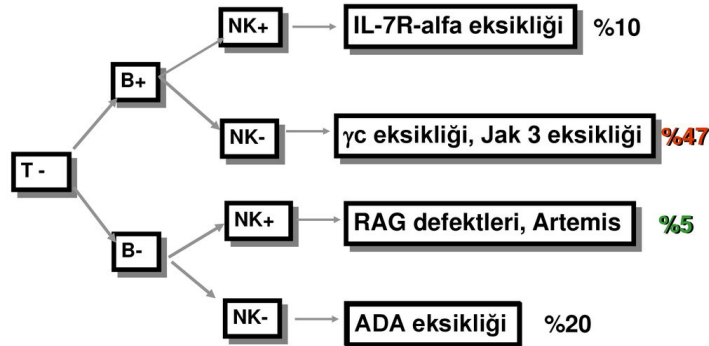 NK+
IL-7R-alfa eksikliği
%10
B+
NK-
γc eksikliği, Jak 3 eksikliği
%47
T -
NK+
RAG defektleri, Artemis
%5
B-
NK-
ADA eksikliği
%20